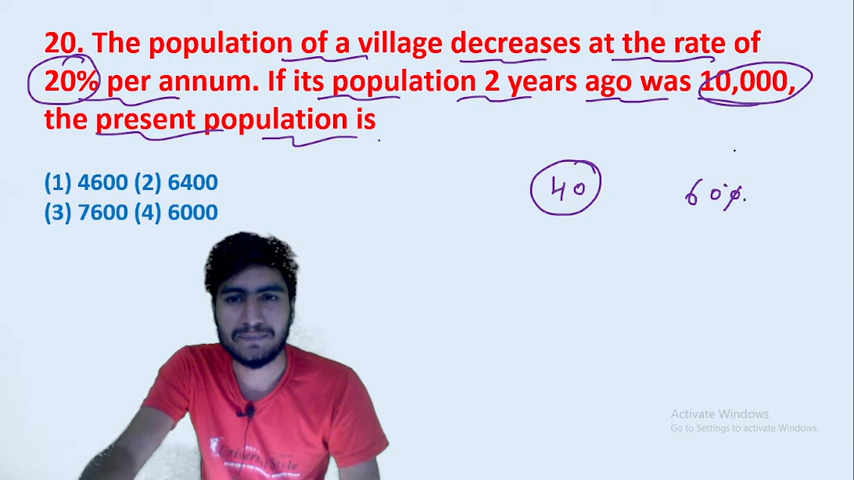 20. The population of a village decreases at the rate of
20% per annum. If its population 2 years ago was 10,000,
the present population is
(1) 4600 (2) 6400
(3) 7600 (4) 6000
40
60%
Activate Windows
Go to Settings to activate Windows.